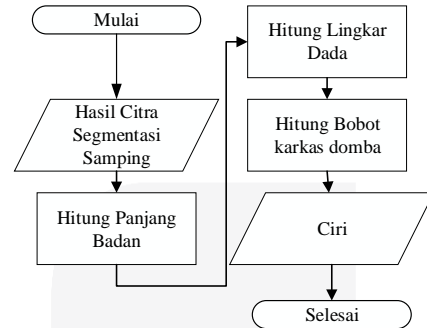 Mulai
Hasil Citra
Segmentasi
Samping
Hitung Panjang
Badan
Hitung Lingkar
Dada
Hitung Bobot
karkas domba
Ciri
Selesai